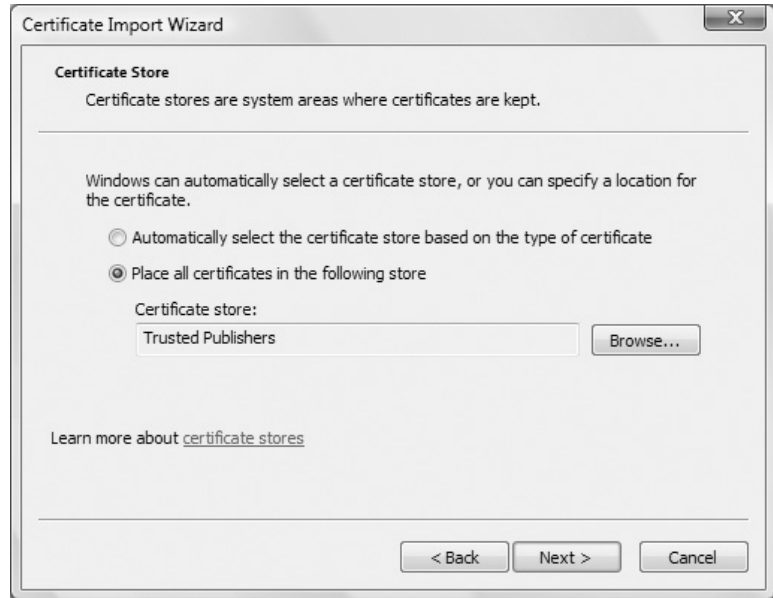 Certificate Import Wizard
Certificate Store
Certificate stores are system areas where certificates are kept.
Windows can automatically select a certificate store, or you can specify a location for
the certificate.
Automatically select the certificate store based on the type of certificate
Place all certificates in the following store
Certificate store:
Trusted Publishers
Browse...
Learn more about certificate stores
< Back
Next >
Cancel